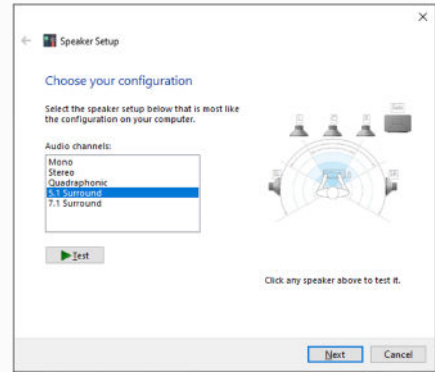 Speaker Setup
Choose your configuration
Select the speaker setup below that is most like
the configuration on your computer.
Audio channels:
Mono
Stereo
Quadraphonic
5.1 Surround
7.1 Surround
Test
Click any speaker above to test it.
Next
Cancel